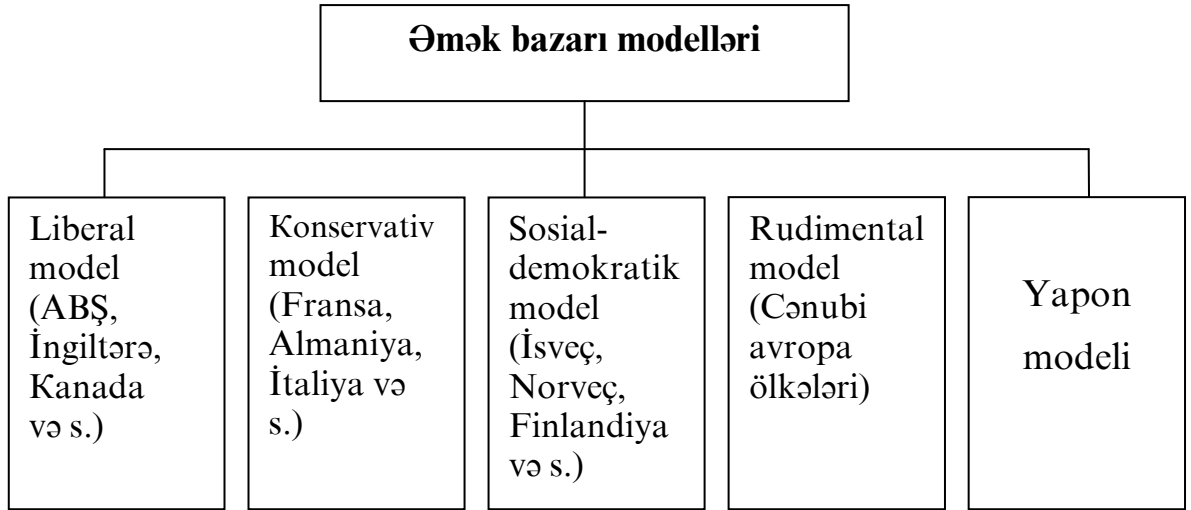 Əmək bazarı modelləri
Liberal
model
(ABŞ,
İngiltərə,
Kanada
və s.)
Konservativ
model
(Fransa,
Almaniya,
İtaliya və
s.)
Sosial-
demokratik
model
(İsveç,
Norveç,
Finlandiya
və s.)
Rudimental
model
(Cənubi
avropa
ölkələri)
Yapon
modeli